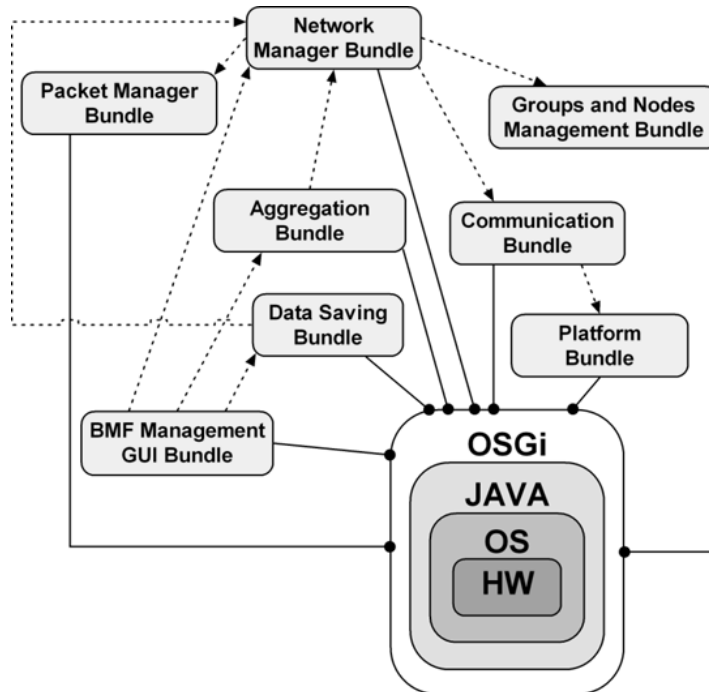 Network
Manager Bundle
Packet Manager
Bundle
Groups and Nodes
Management Bundle
Aggregation
Bundle
Communication
Bundle
Data Saving
Bundle
Platform
Bundle
BMF Management
GUI Bundle
OSGi
JAVA
OS
HW